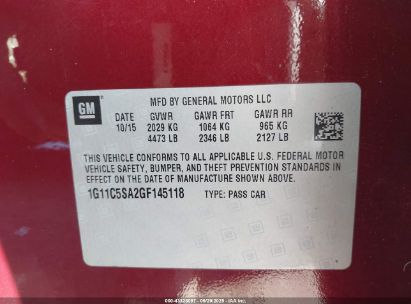 GM
MFD BY GENERAL MOTORS LLC
DATE GVWR GAWR FRT GAWR RR
10/15 2029 KG 1064 KG 965 KG
4473 LB 2346 LB 2127 LB
THIS VEHICLE CONFORMS TO ALL APPLICABLE U.S. FEDERAL MOTOR
VEHICLE SAFETY, BUMPER, AND THEFT PREVENTION STANDARDS
IN EFFECT ON THE DATE OF MANUFACTURE SHOWN ABOVE.
1G11C5SA2GF145118 TYPE: PASS CAR